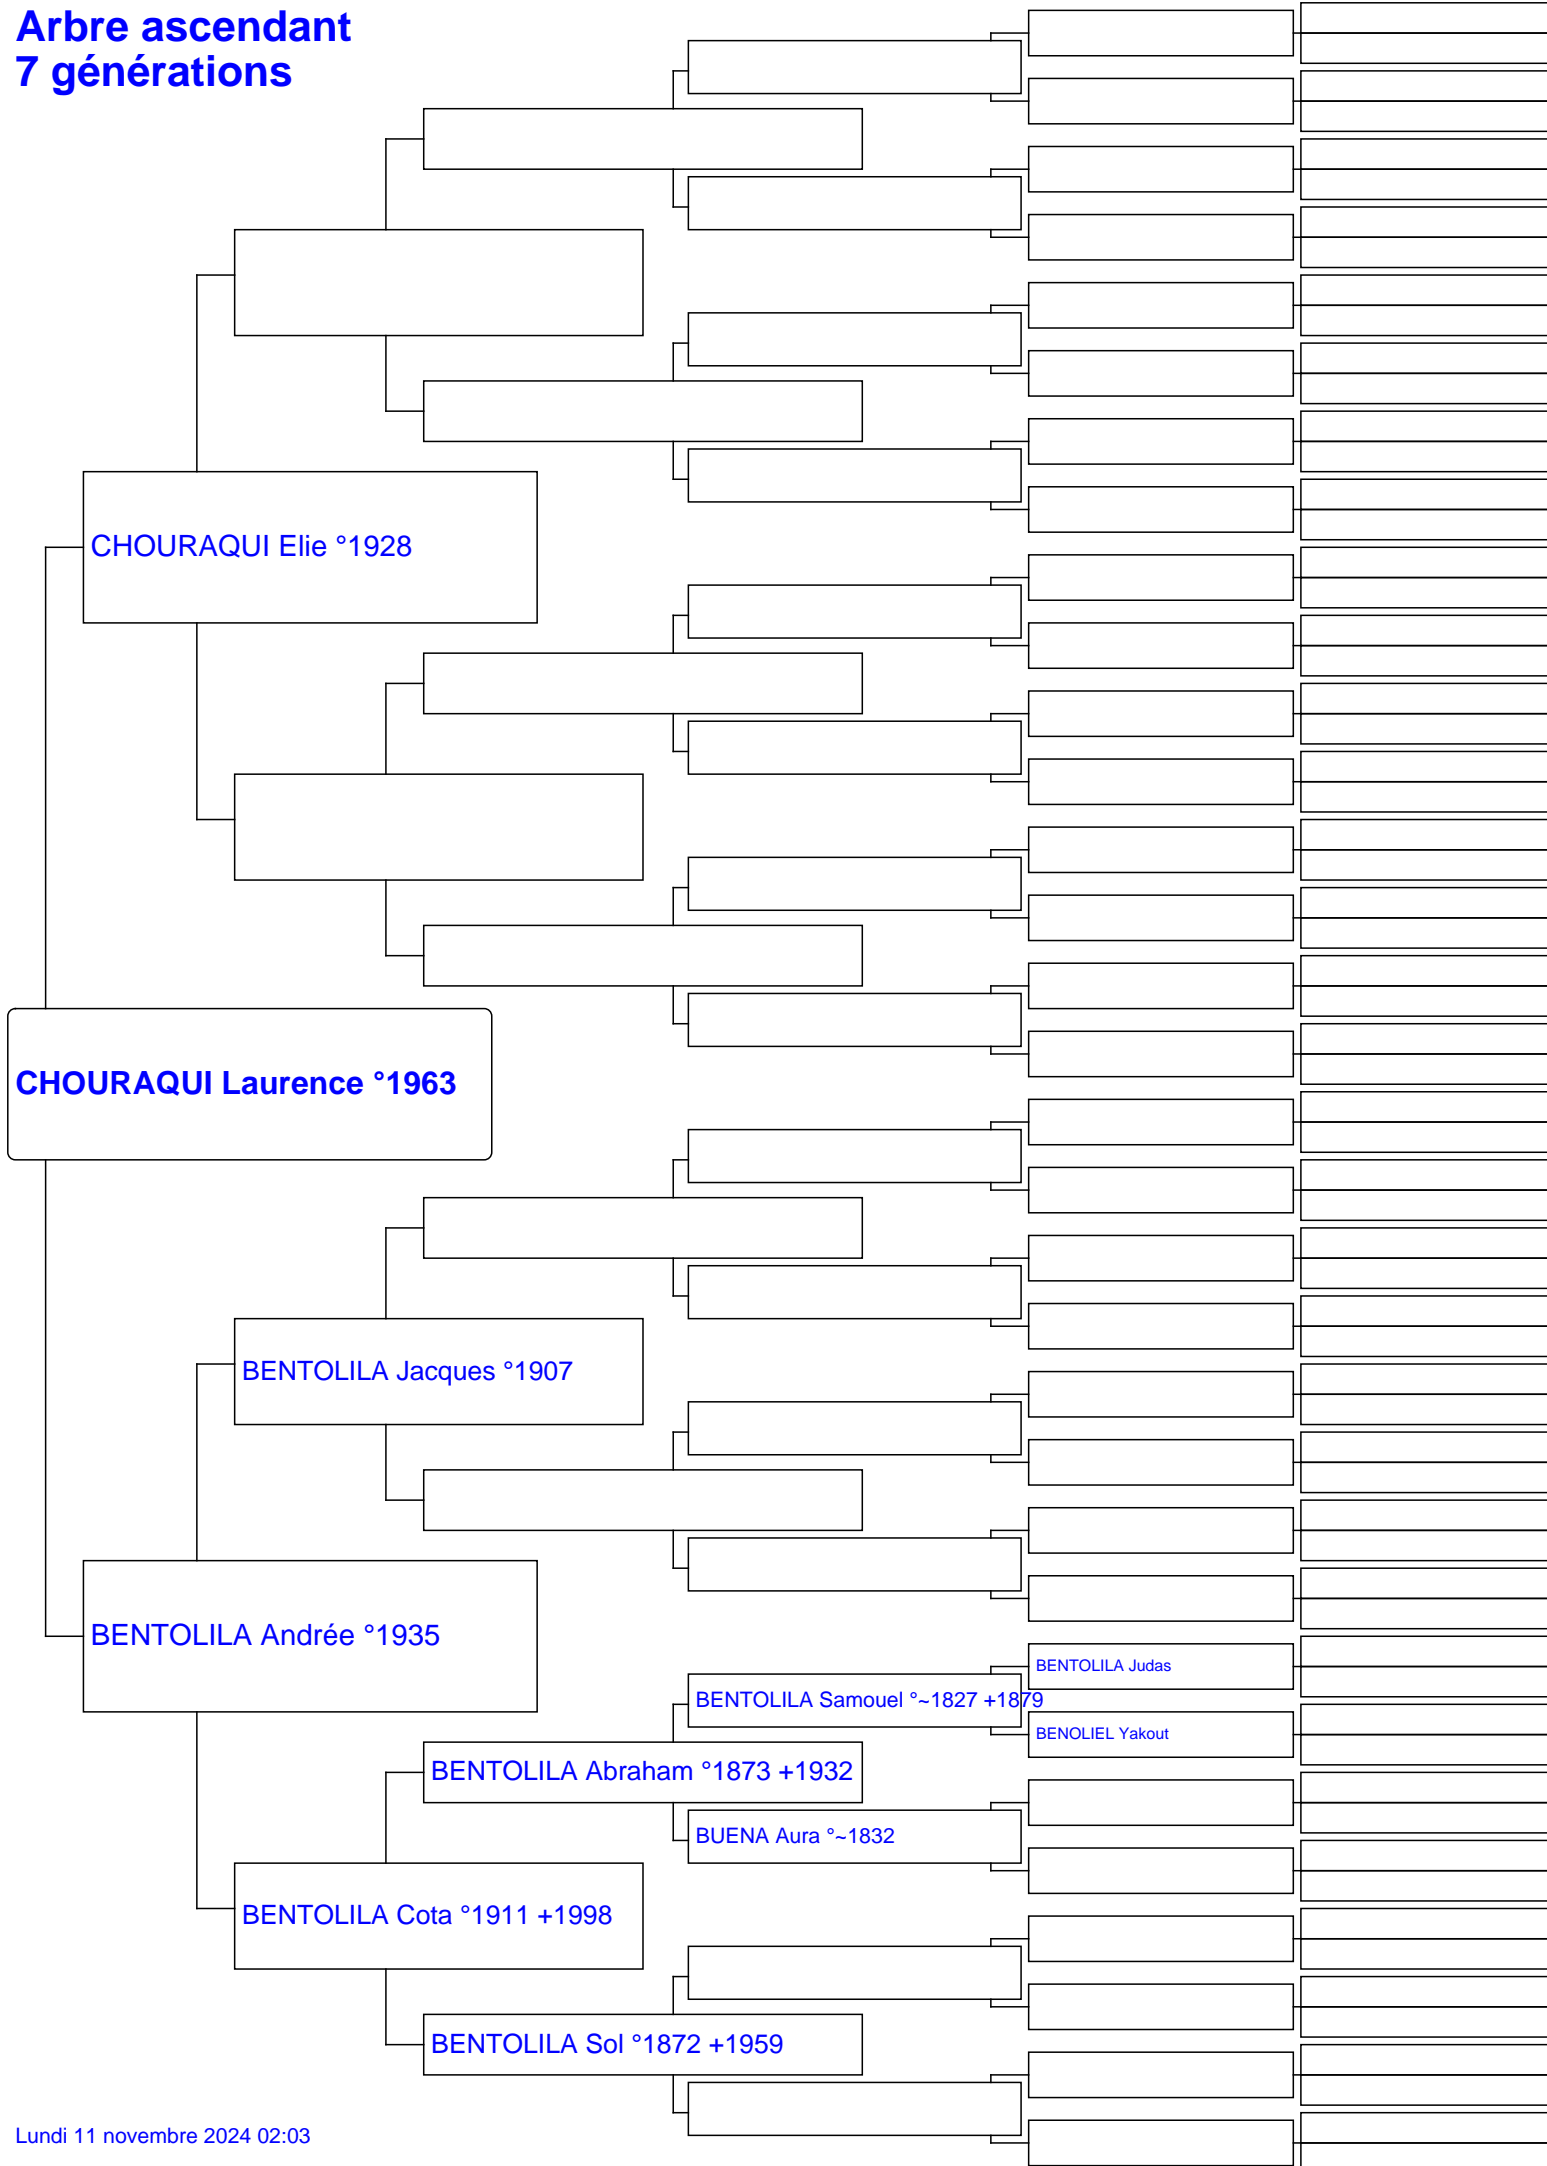 Arbre ascendant
7 générations
CHOURAQUI Elie °1928
CHOURAQUI Laurence °1963
BENTOLILA Jacques °1907
BENTOLILA Andrée °1935
BENTOLILA Judas
BENTOLILA Samouel °~1827 +1879
BENOLIEL Yakout
BENTOLILA Abraham °1873 +1932
BUENA Aura °~1832
BENTOLILA Cota °1911 +1998
BENTOLILA Sol °1872 +1959
Lundi 11 novembre 2024 02:03